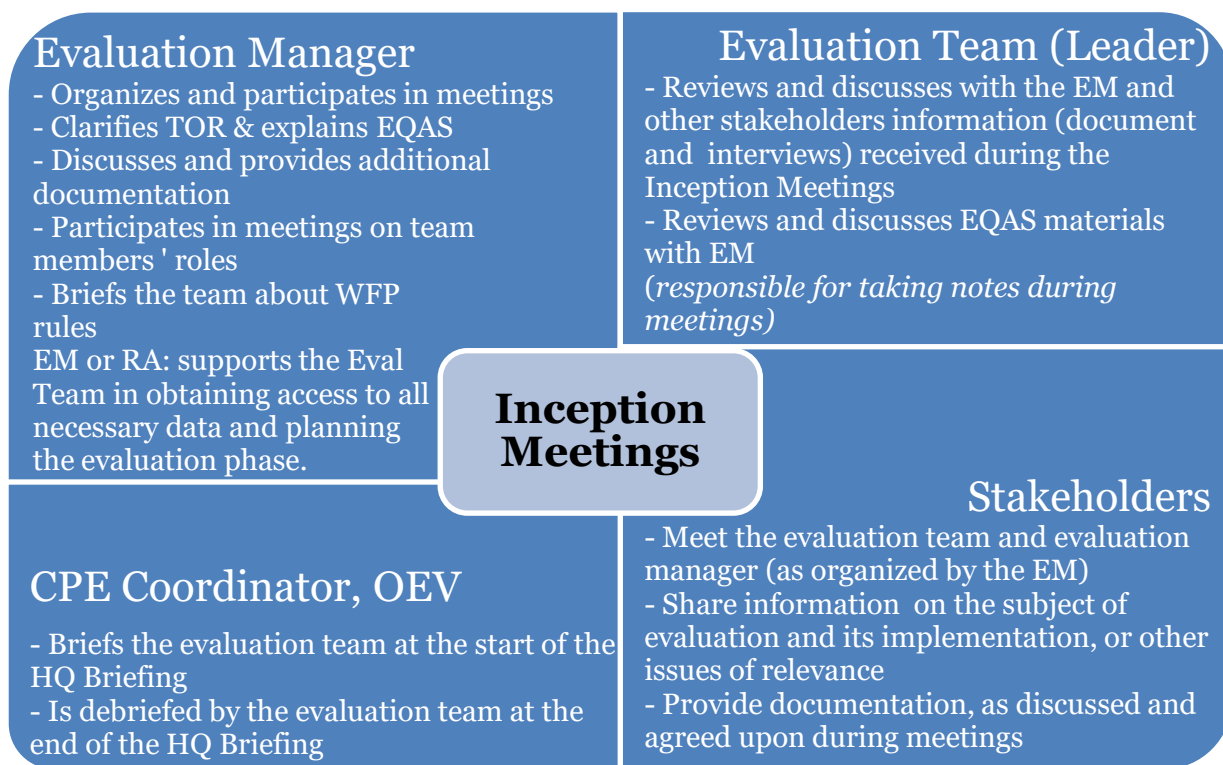 Evaluation Manager
- Organizes and participates in meetings
- Clarifies TOR & explains EQAS
- Discusses and provides additional
documentation
- Participates in meetings on team
members ' roles
- Briefs the team about WFP
rules
EM or RA: supports the Eval
Team in obtaining access to all
necessary data and planning
the evaluation phase.
Evaluation Team (Leader)
- Reviews and discusses with the EM and
other stakeholders information (document
and  interviews) received during the
Inception Meetings
- Reviews and discusses EQAS materials
with EM
(responsible for taking notes during
meetings)
Inception
Meetings
CPE Coordinator, OEV
- Briefs the evaluation team at the start of the
HQ Briefing
- Is debriefed by the evaluation team at the
end of the HQ Briefing
Stakeholders
- Meet the evaluation team and evaluation
manager (as organized by the EM)
- Share information  on the subject of
evaluation and its implementation, or other
issues of relevance
- Provide documentation, as discussed and
agreed upon during meetings